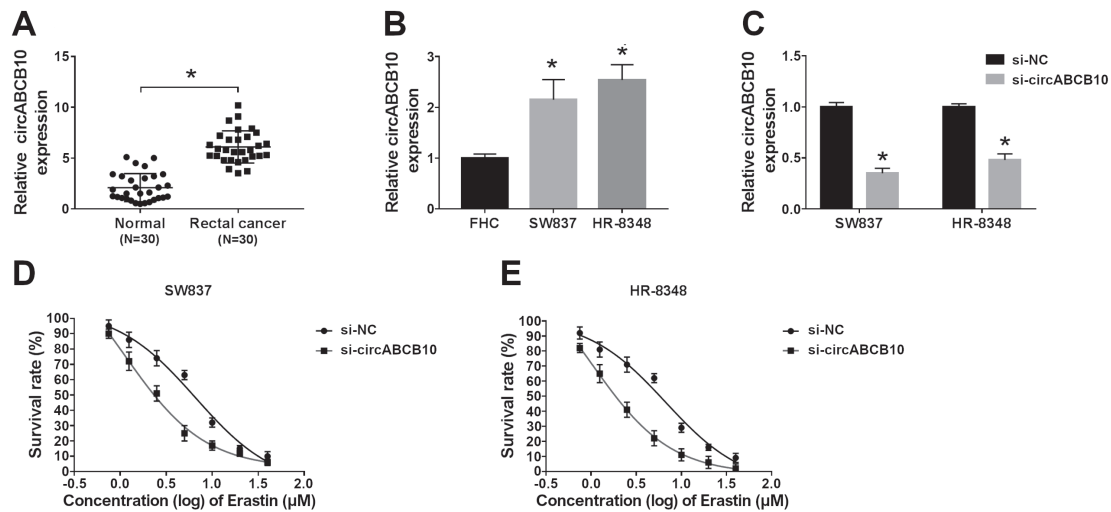 A
Relative circABCB10
expression
15
10
5
0
*
Normal
(N=30)
Rectal cancer
(N=30)
B
Relative circABCB10
expression
3
2
1
0
*
*
FHC
SW837
HR-8348
C
Relative circABCB10
expression
1.5
1.0
0.5
0.0
si-NC
si-circABCB10
*
*
SW837
HR-8348
D
SW837
Survival rate (%)
100
90
80
70
60
50
40
30
20
10
0
si-NC
si-circABCB10
-0.5 0.0 0.5 1.0 1.5 2.0
Concentration (log) of Erastin (μM)
E
HR-8348
Survival rate (%)
100
90
80
70
60
50
40
30
20
10
0
si-NC
si-circABCB10
-0.5 0.0 0.5 1.0 1.5 2.0
Concentration (log) of Erastin (μM)